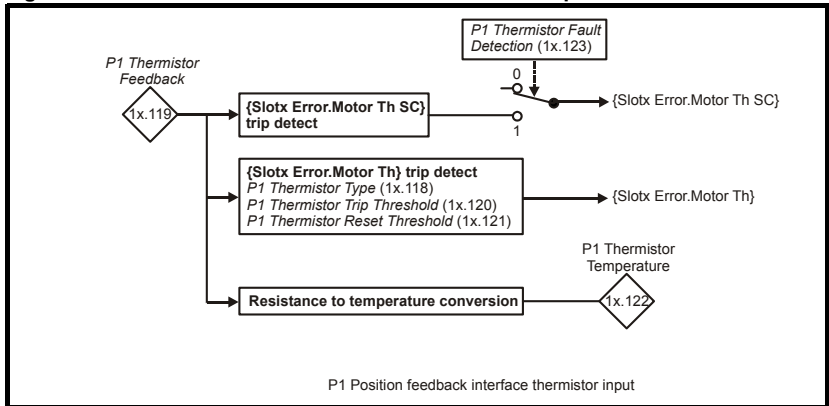 P1 Thermistor Fault
Detection (1x.123)
P1 Thermistor
Feedback
1x.119
0
1
{Slotx Error.Motor Th SC}
trip detect
{Slotx Error.Motor Th SC}
{Slotx Error.Motor Th} trip detect
P1 Thermistor Type (1x.118)
P1 Thermistor Trip Threshold (1x.120)
P1 Thermistor Reset Threshold (1x.121)
{Slotx Error.Motor Th}
P1 Thermistor
Temperature
Resistance to temperature conversion
1x.122
P1 Position feedback interface thermistor input